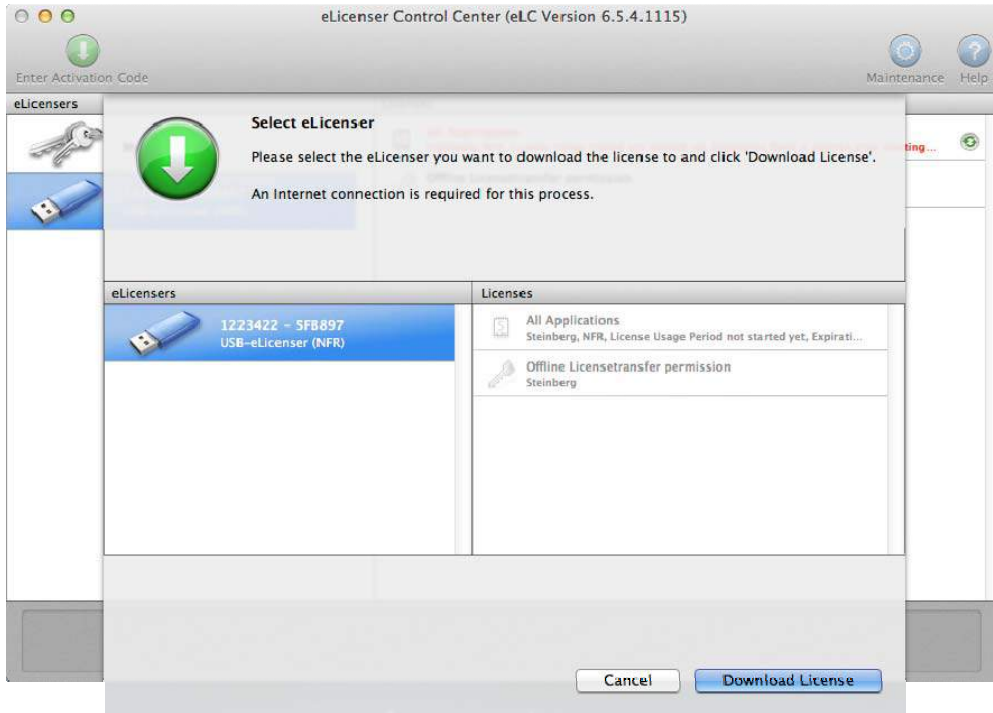 eLicenser Control Center (eLC Version 6.5.4.1115)
Enter Activation Code
Maintenance Help
eLicensers
Select eLicenser
Please select the eLicenser you want to download the license to and click 'Download License'.
ting...
An Internet connection is required for this process.
eLicensers Licenses
1223422 - SFB897
USB-eLicenser (NFR)
All Applications
Steinberg, NFR, License Usage Period not started yet, Expirati...
Offline Licensetransfer permission
Steinberg
Cancel Download License